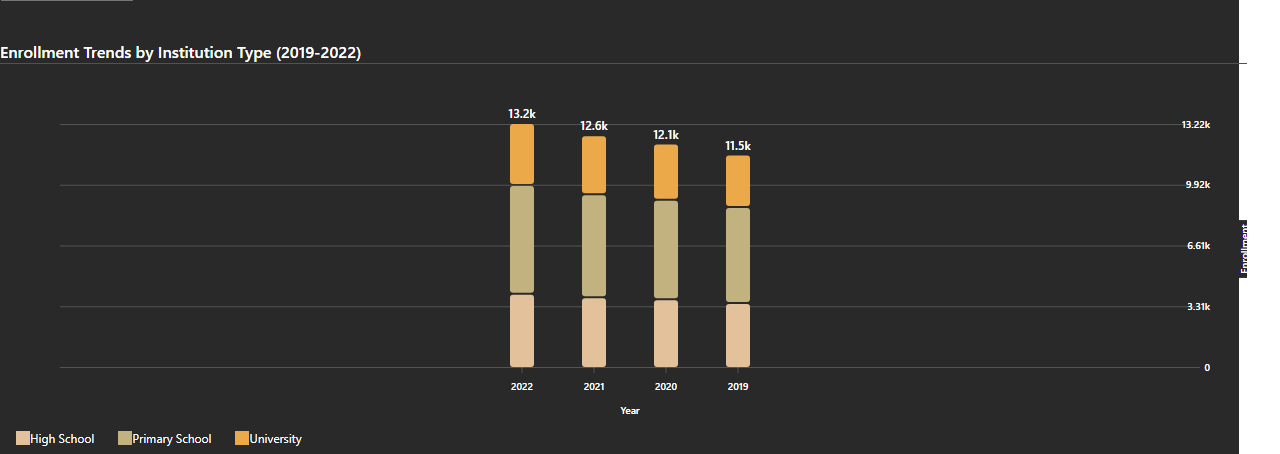 Enrollment Trends by Institution Type (2019-2022)
13.2k
12.6k
12.1k
11.5k
13.22k
9.92k
6.61k
3.31k
0
Enrollment
2022 2021 2020 2019
Year
High School Primary School University